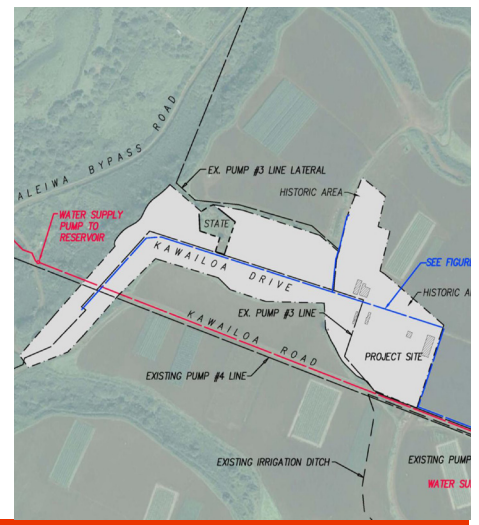 ALEIWA BYPASS ROAD
EX. PUMP #3 LINE LATERAL
HISTORIC AREA
WATER SUPPLY
PUMP TO
RESERVOIR
STATE
KAWAILOA DRIVE
SEE FIGUR
HISTORIC A
EX. PUMP #3 LINE
KAWAILOA ROAD
PROJECT SITE
EXISTING PUMP #4 LINE
EXISTING IRRIGATION DITCH
EXISTING PUMP
WATER SU